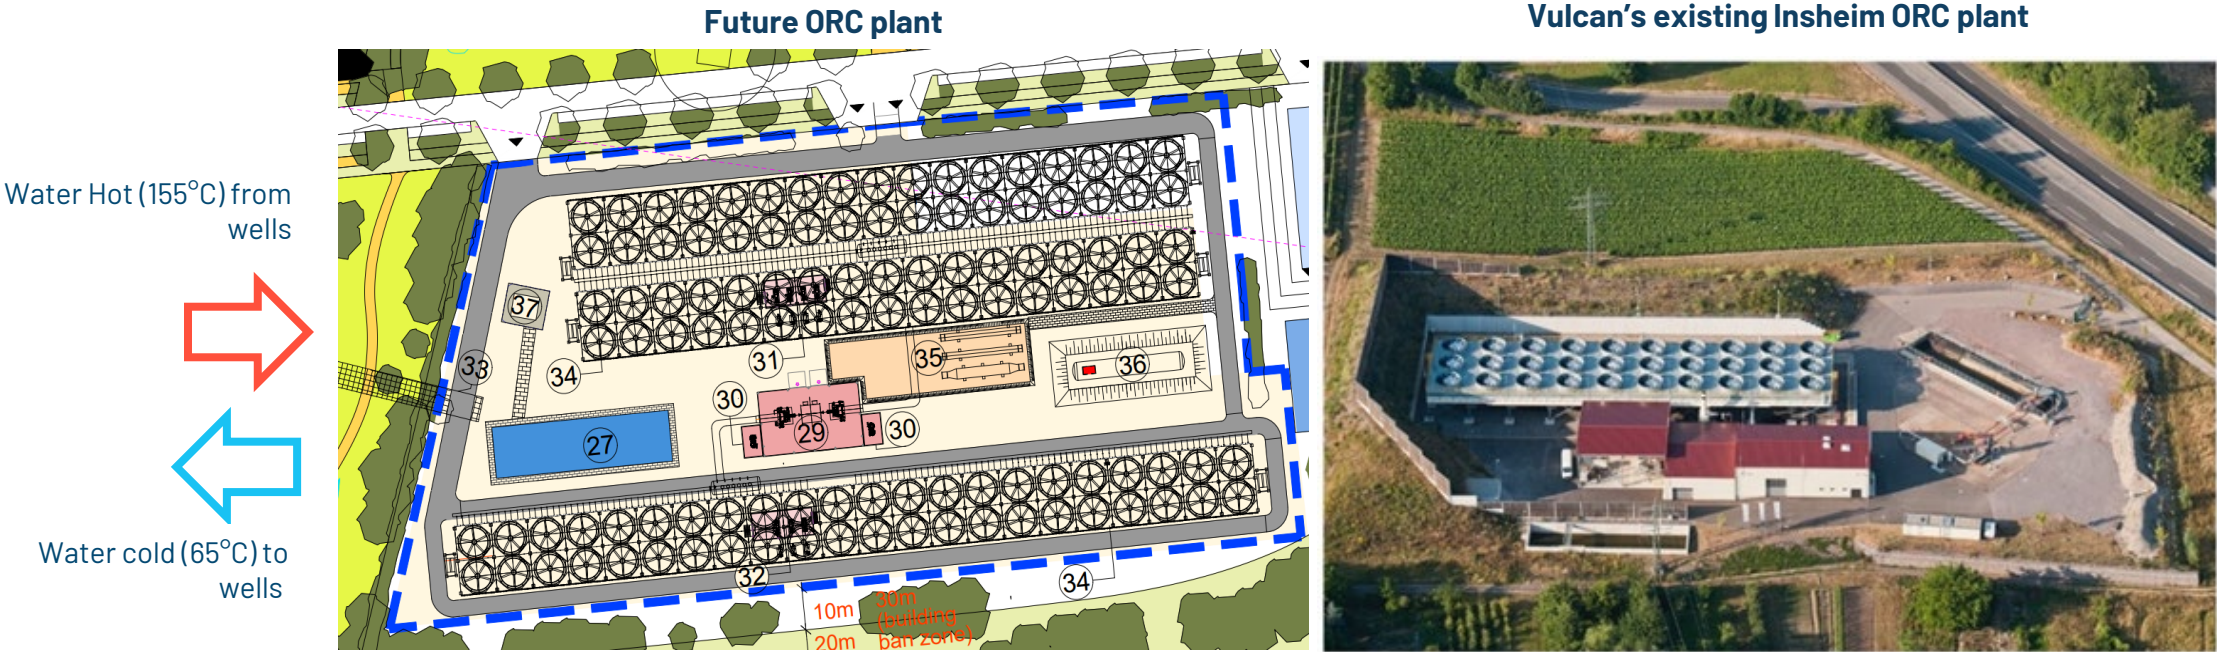 Future ORC plant
Vulcan's existing Insheim ORC plant
Water Hot (155°C) from
wells
Water cold (65°C) to
wells
37
33
34
31
35
36
30
29
30
27
32
34
10m 30m
(building
20m ban zone)